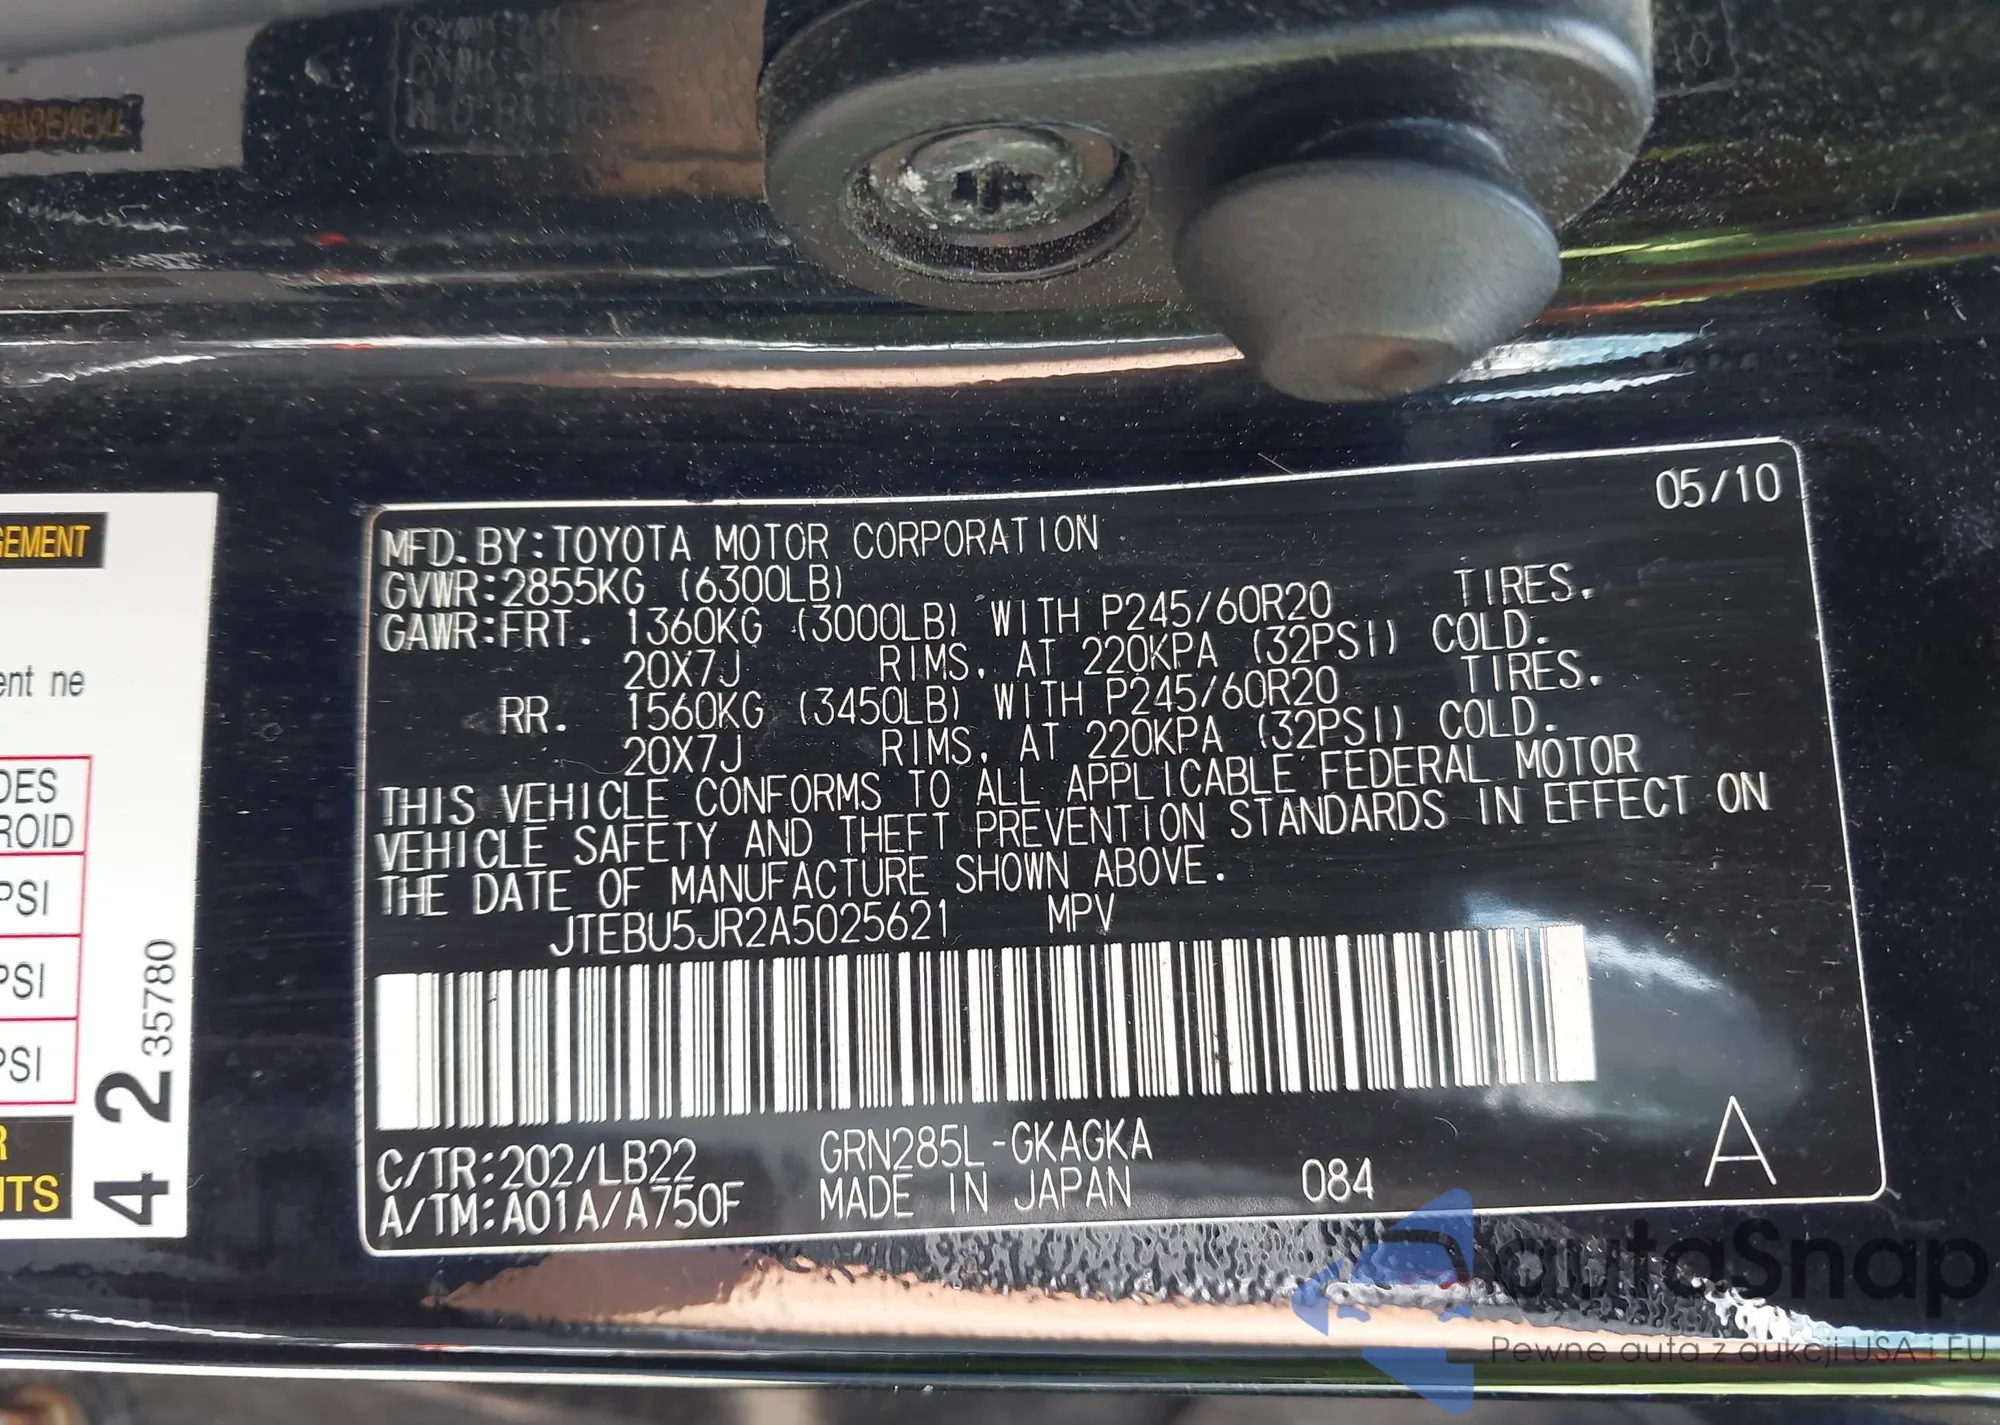 05/10
MFD. BY: TOYOTA MOTOR CORPORATION
GVWR: 2855KG (6300LB)
GAWR: FRT. 1360KG (3000LB) WITH P245/60R20 TIRES.
20X7J RIMS, AT 220KPA (32PSI) COLD.
RR. 1560KG (3450LB) WITH P245/60R20 TIRES.
20X7J RIMS, AT 220KPA (32PSI) COLD.
THIS VEHICLE CONFORMS TO ALL APPLICABLE FEDERAL MOTOR
VEHICLE SAFETY AND THEFT PREVENTION STANDARDS IN EFFECT ON
THE DATE OF MANUFACTURE SHOWN ABOVE.
JTEBU5JR2A5025621 MPV
C/TR: 202/LB22 GRN285L-GKAGKA
A/TM: A01A/A750F MADE IN JAPAN 084 A
GEMENT
ent ne
DES
ROID
PSI
PSI
PSI
R
ITS
4 2 35780
autaSnap
Pewne auta z aukcji USA i EU